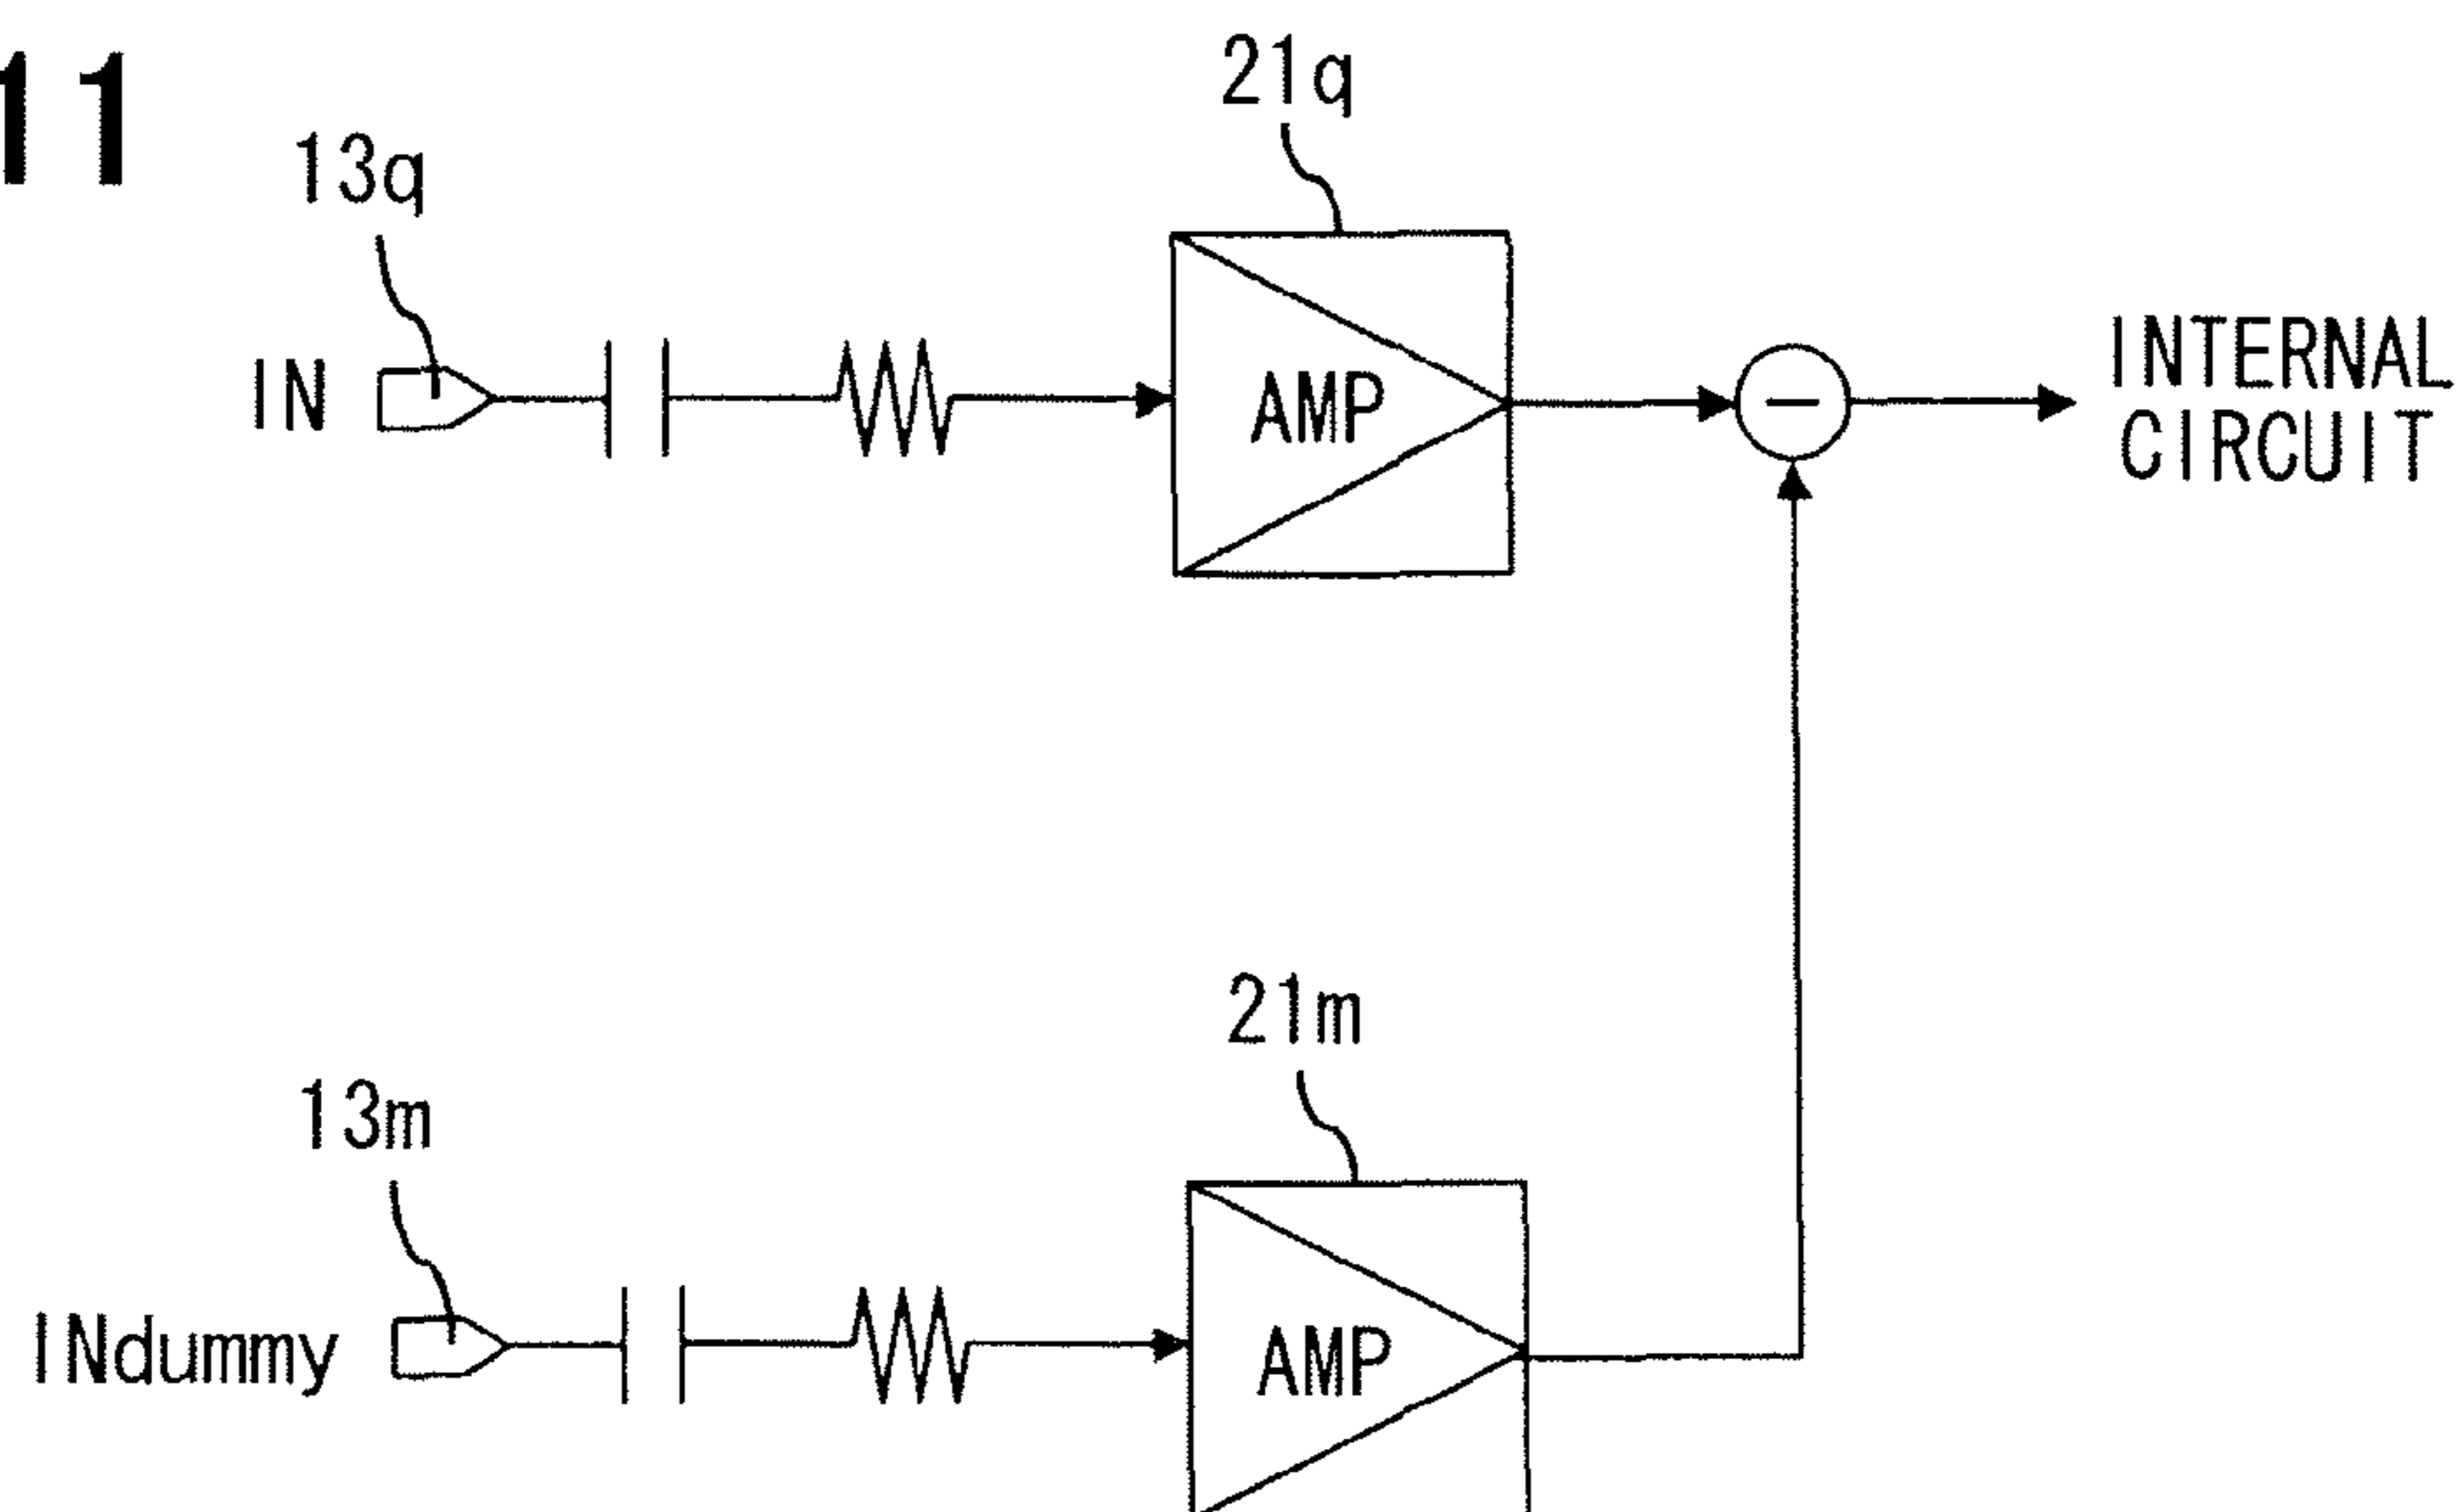 11
21q
13q
IN
AMP
−
INTERNAL
CIRCUIT
21m
13m
INdummy
AMP